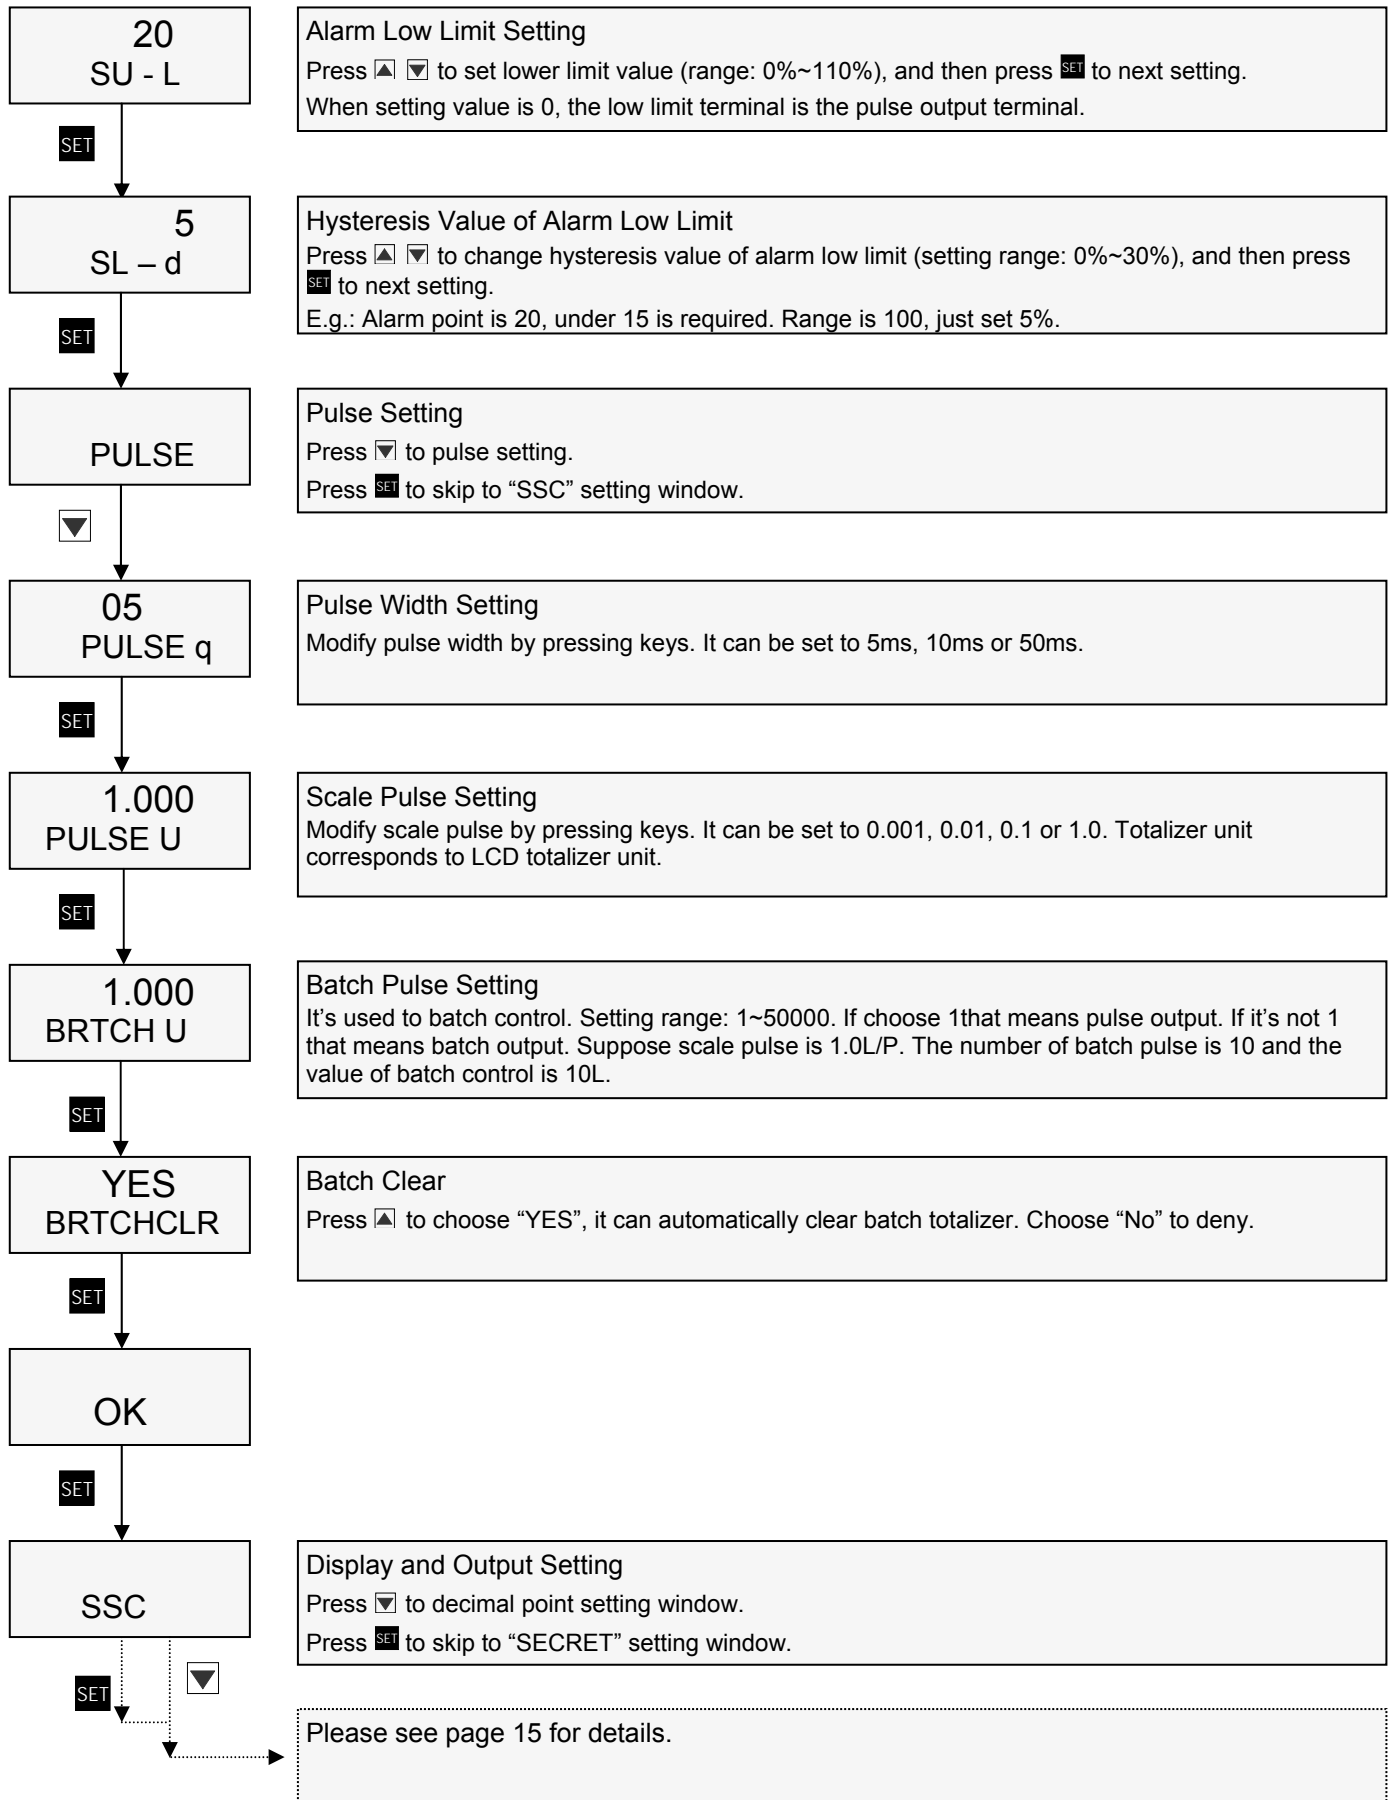 20
SU - L
Alarm Low Limit Setting
Press ▲ ▼ to set lower limit value (range: 0%~110%), and then press SET to next setting.
When setting value is 0, the low limit terminal is the pulse output terminal.
SET
5
SL – d
Hysteresis Value of Alarm Low Limit
Press ▲ ▼ to change hysteresis value of alarm low limit (setting range: 0%~30%), and then press
SET to next setting.
E.g.: Alarm point is 20, under 15 is required. Range is 100, just set 5%.
SET
PULSE
Pulse Setting
Press ▼ to pulse setting.
Press SET to skip to “SSC” setting window.
▼
05
PULSE q
Pulse Width Setting
Modify pulse width by pressing keys. It can be set to 5ms, 10ms or 50ms.
SET
1.000
PULSE U
Scale Pulse Setting
Modify scale pulse by pressing keys. It can be set to 0.001, 0.01, 0.1 or 1.0. Totalizer unit
corresponds to LCD totalizer unit.
SET
1.000
BRTCH U
Batch Pulse Setting
It’s used to batch control. Setting range: 1~50000. If choose 1that means pulse output. If it’s not 1
that means batch output. Suppose scale pulse is 1.0L/P. The number of batch pulse is 10 and the
value of batch control is 10L.
SET
YES
BRTCHCLR
Batch Clear
Press ▲ to choose “YES”, it can automatically clear batch totalizer. Choose “No” to deny.
SET
OK
SET
SSC
Display and Output Setting
Press ▼ to decimal point setting window.
Press SET to skip to “SECRET” setting window.
SET
▼
Please see page 15 for details.